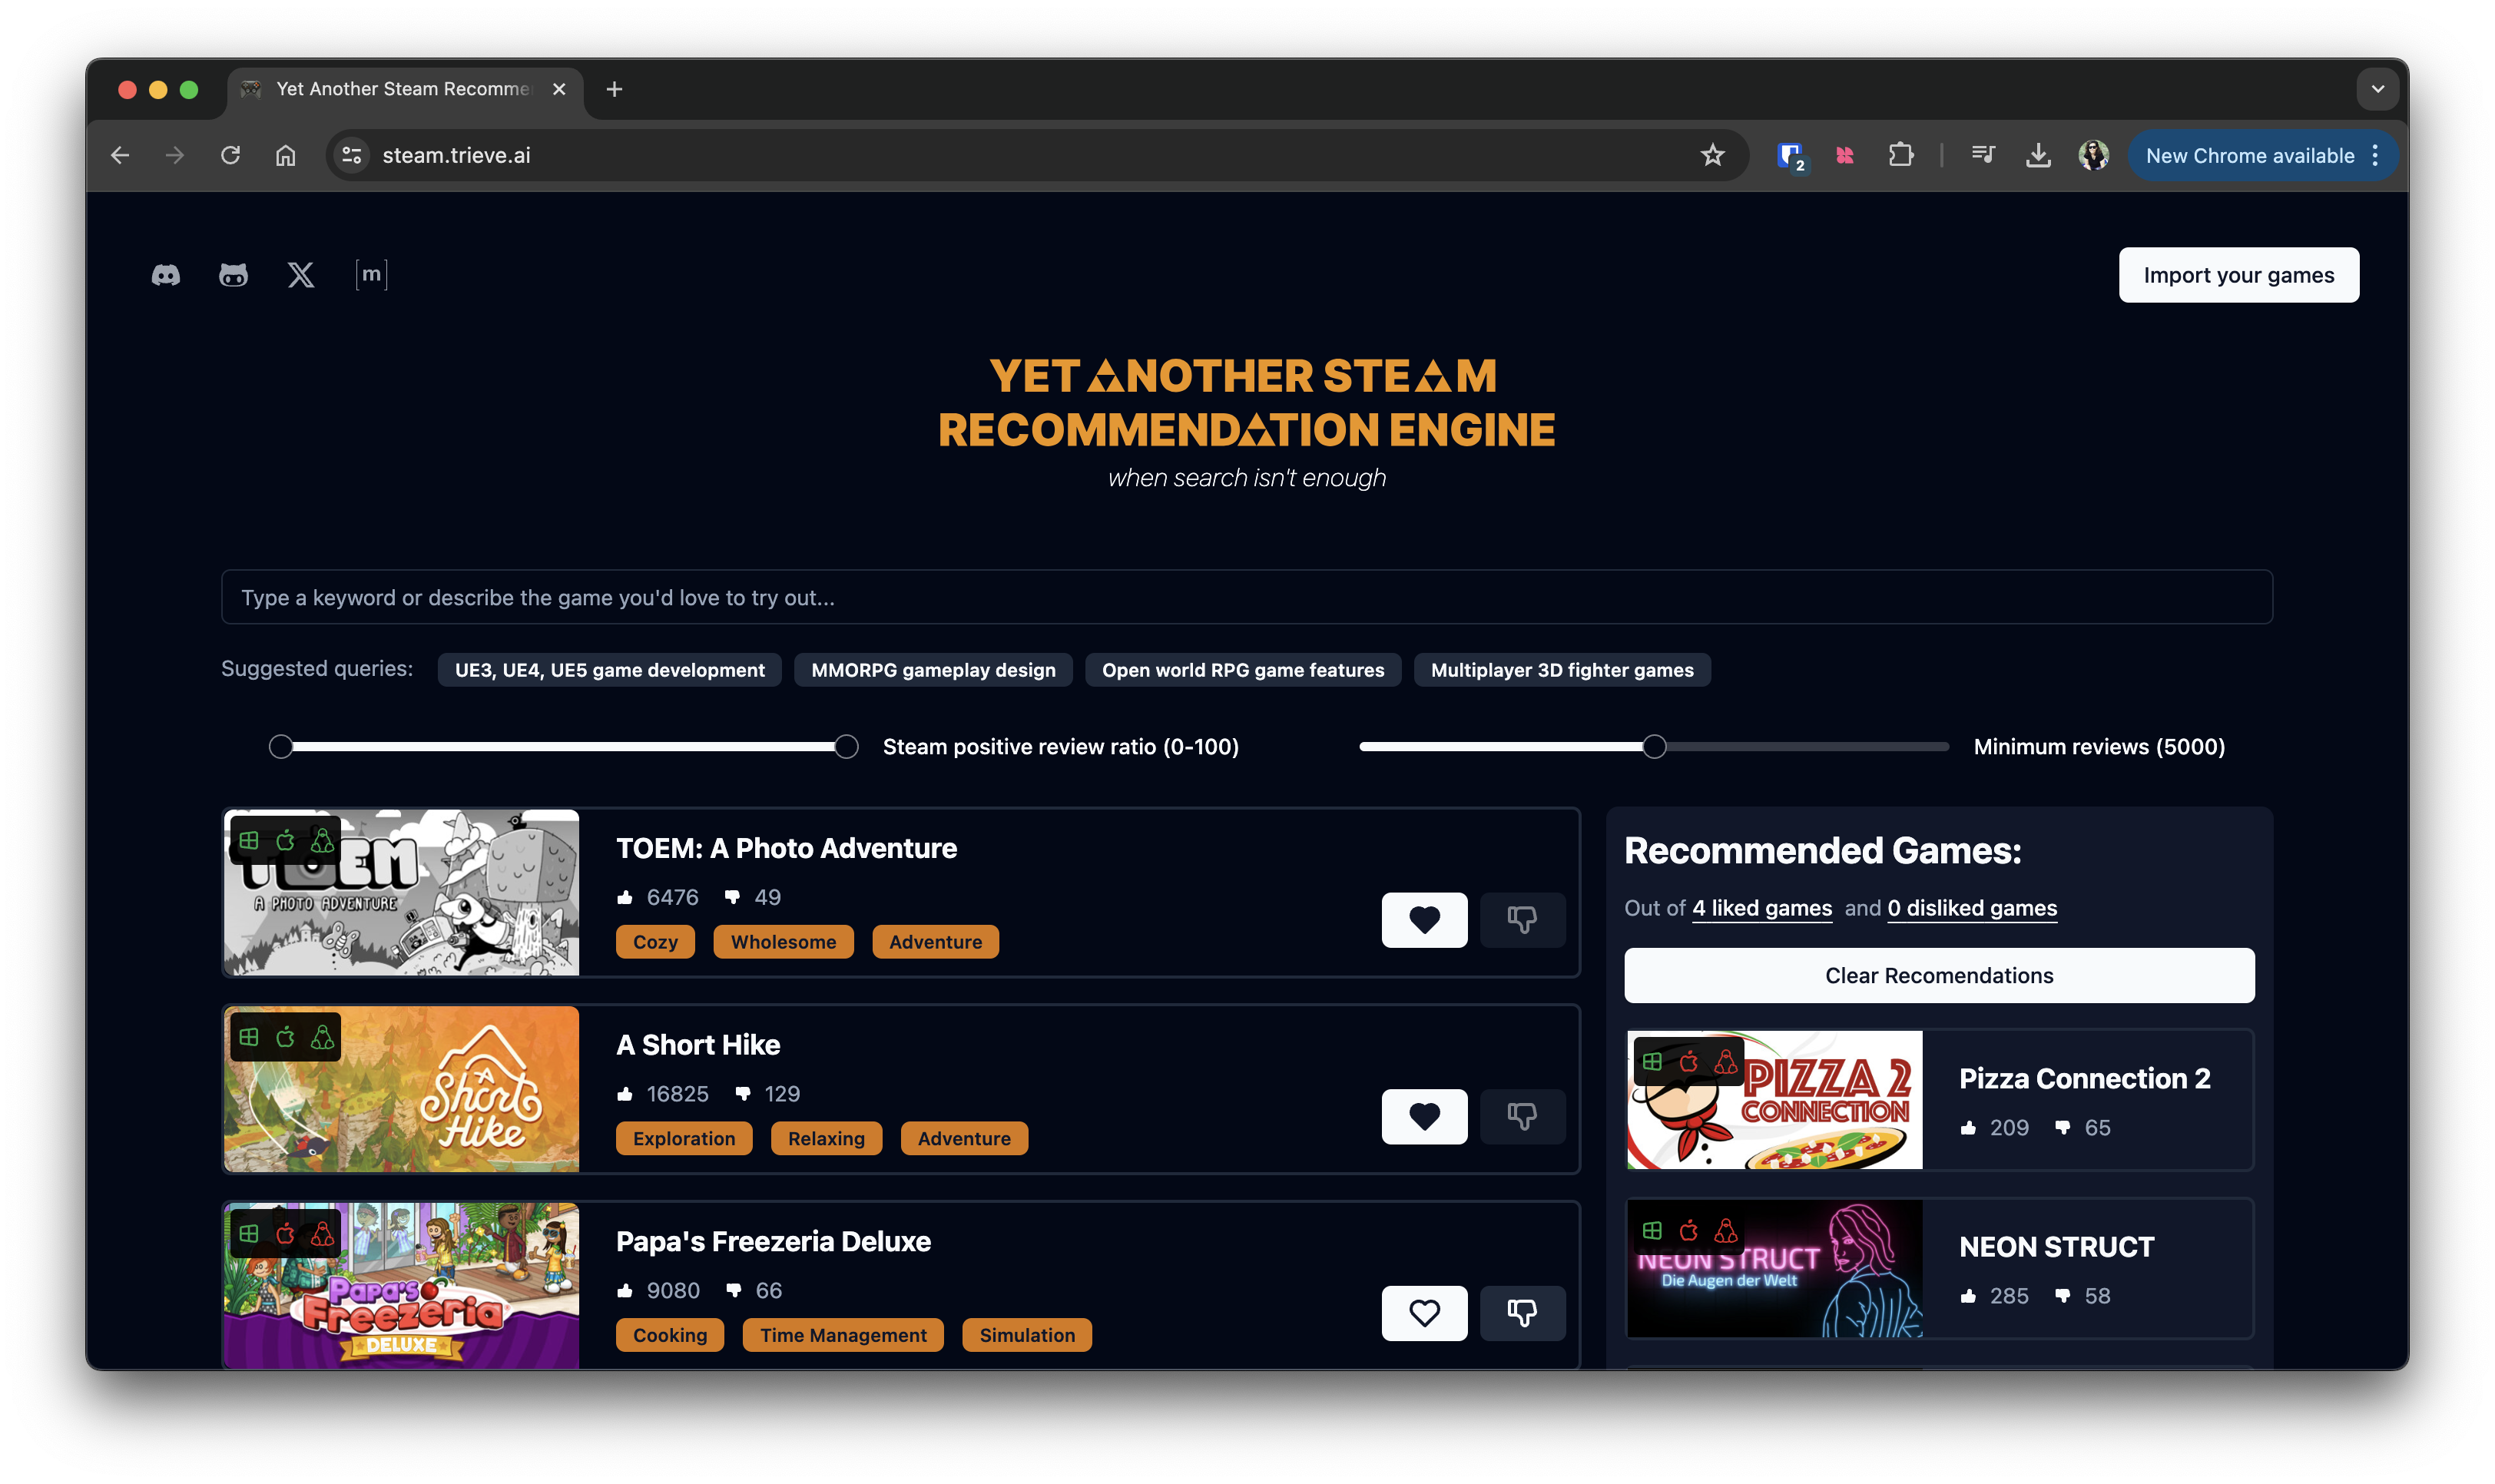 Yet Another Steam Recomme
steam.trieve.ai
2
New Chrome available
[m]
Import your games
YET ANOTHER STEAM
RECOMMENDATION ENGINE
when search isn't enough
Type a keyword or describe the game you'd love to try out...
Suggested queries: UE3, UE4, UE5 game development MMORPG gameplay design Open world RPG game features Multiplayer 3D fighter games
Steam positive review ratio (0-100) Minimum reviews (5000)
TOEM
A PHOTO ADVENTURE
TOEM: A Photo Adventure
6476 49
Cozy Wholesome Adventure
A Short Hike
A Short Hike
16825 129
Exploration Relaxing Adventure
Papa's Freezeria DELUXE
Papa's Freezeria Deluxe
9080 66
Cooking Time Management Simulation
Recommended Games:
Out of 4 liked games and 0 disliked games
Clear Recomendations
PIZZA 2
CONNECTION
Pizza Connection 2
209 65
NEON STRUCT
Die Augen der Welt
NEON STRUCT
285 58